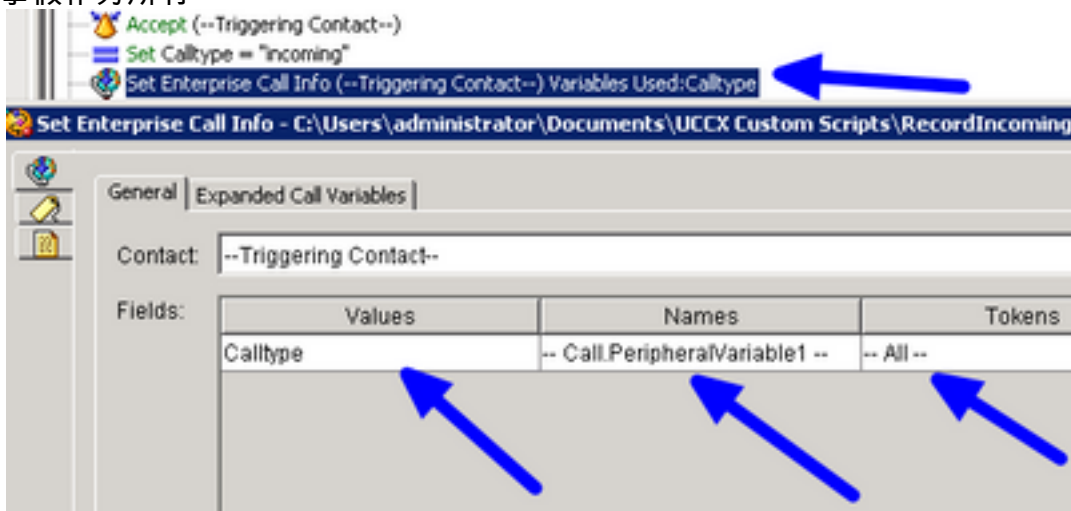 Accept (--Triggering Contact--)
Set Calltype = "incoming"
Set Enterprise Call Info (--Triggering Contact--) Variables Used:Calltype
Set Enterprise Call Info - C:\Users\administrator\Documents\UCCX Custom Scripts\RecordIncoming
General Expanded Call Variables
Contact: --Triggering Contact--
Fields: Values Names Tokens
Calltype -- Call.PeripheralVariable1 -- -- All --